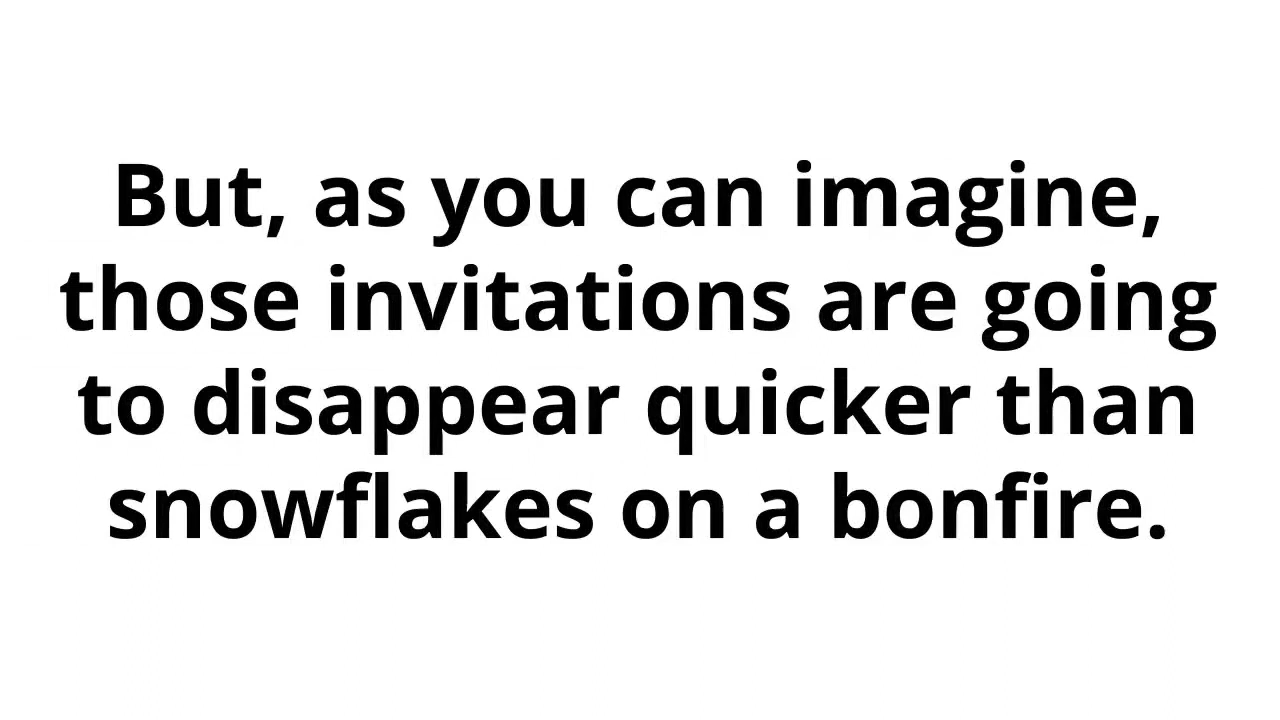 But, as you can imagine,
those invitations are going
to disappear quicker than
snowflakes on a bonfire.